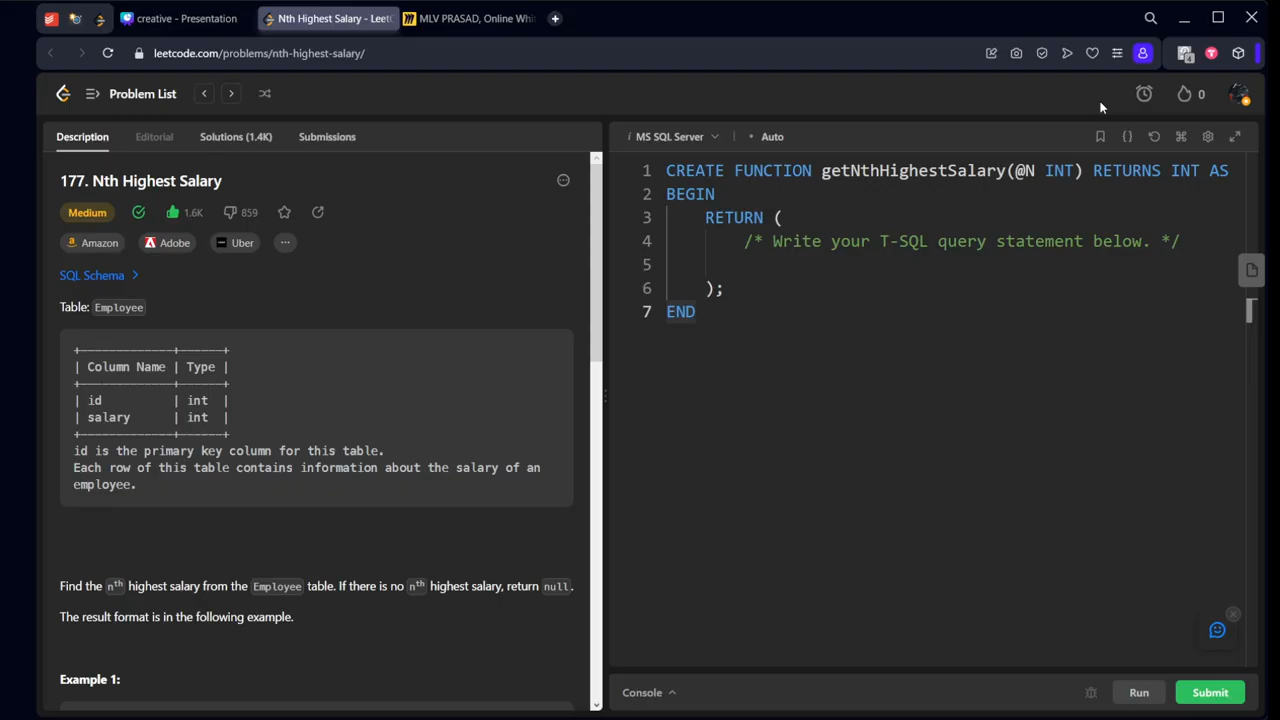 creative - Presentation
Nth Highest Salary - LeetC
MLV PRASAD, Online Whi
leetcode.com/problems/nth-highest-salary/
4
Problem List
0
Description
Editorial
Solutions (1.4K)
Submissions
177. Nth Highest Salary
Medium
1.6K
859
Amazon
Adobe
Uber
SQL Schema
Table: Employee
+-------------+------+
| Column Name | Type |
+-------------+------+
| id          | int  |
| salary      | int  |
+-------------+------+
id is the primary key column for this table.
Each row of this table contains information about the salary of an
employee.
Find the nth highest salary from the Employee table. If there is no nth highest salary, return null.
The result format is in the following example.
Example 1:
i MS SQL Server
• Auto
1 CREATE FUNCTION getNthHighestSalary(@N INT) RETURNS INT AS
2 BEGIN
3     RETURN (
4         /* Write your T-SQL query statement below. */
5
6     );
7 END
Console
Run
Submit